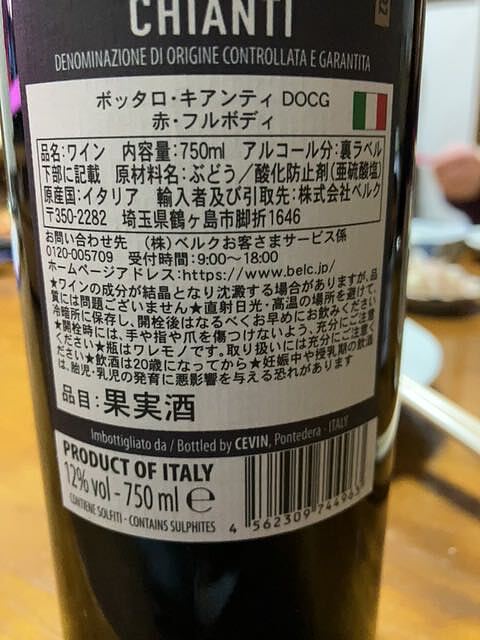 CHIANTI
22
DENOMINAZIONE DI ORIGINE CONTROLLATA E GARANTITA
ボッタロ・キアンティ DOCG
赤・フルボディ
品名:ワイン 内容量:750ml アルコール分:裏ラベル
下部に記載 原材料名:ぶどう/酸化防止剤(亜硫酸塩)
原産国:イタリア 輸入者及び引取先:株式会社ベルク
〒350-2282 埼玉県鶴ヶ島市脚折1646
お問い合わせ先 (株)ベルクお客さまサービス係
0120-005709 受付時間:9:00~18:00
ホームページアドレス:https://www.belc.jp/
★ワインの成分が結晶となり沈澱する場合がありますが、品
質には問題ございません★直射日光・高温の場所を避けて、
冷暗所に保存し、開栓後はなるべくお早めにお飲みください
★開栓時には、手や指や爪を傷つけないよう、充分にご注意
ください★瓶はワレモノです。取り扱いには充分にご注意く
ださい★飲酒は20歳になってから★妊娠中や授乳期の飲酒
は、胎児・乳児の発育に悪影響を与える恐れがあります
品目:果実酒
Imbottigliato da / Bottled by CEVIN, Pontedera - ITALY
PRODUCT OF ITALY
12% vol - 750 ml ℮
CONTIENE SOLFITI - CONTAINS SULPHITES
4 562309 744963